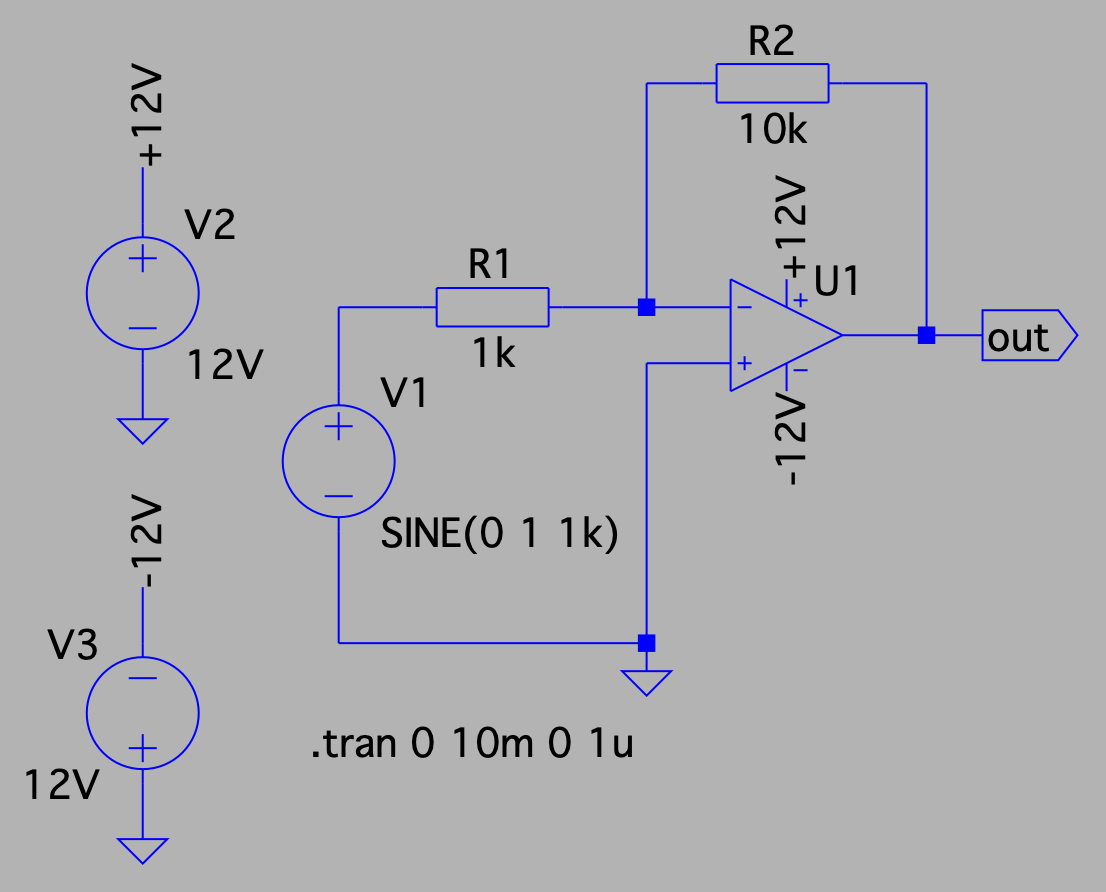 R2
10k
+12V
V2
12V
+12V
U1
R1
1k
out
V1
SINE(0 1 1k)
-12V
-12V
V3
12V
.tran 0 10m 0 1u